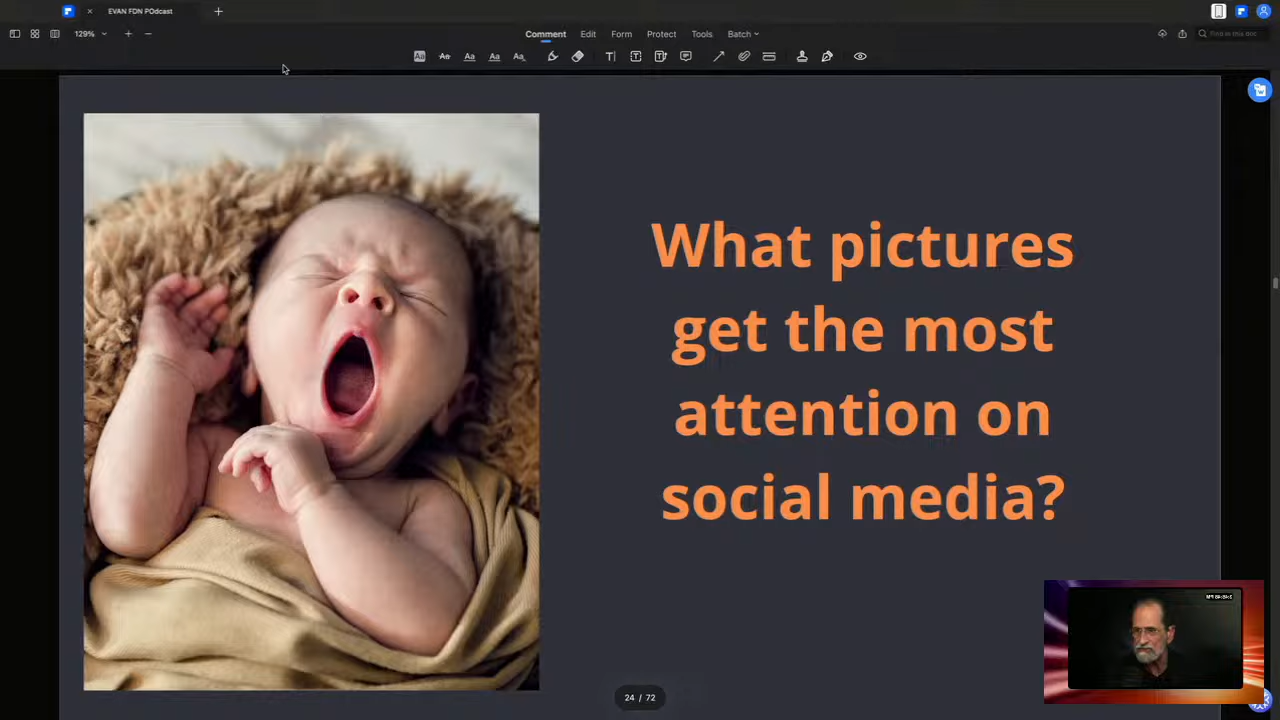 EVAN FDN POdcast
129%
Comment Edit Form Protect Tools Batch
Find in this doc
What pictures
get the most
attention on
social media?
24 / 72